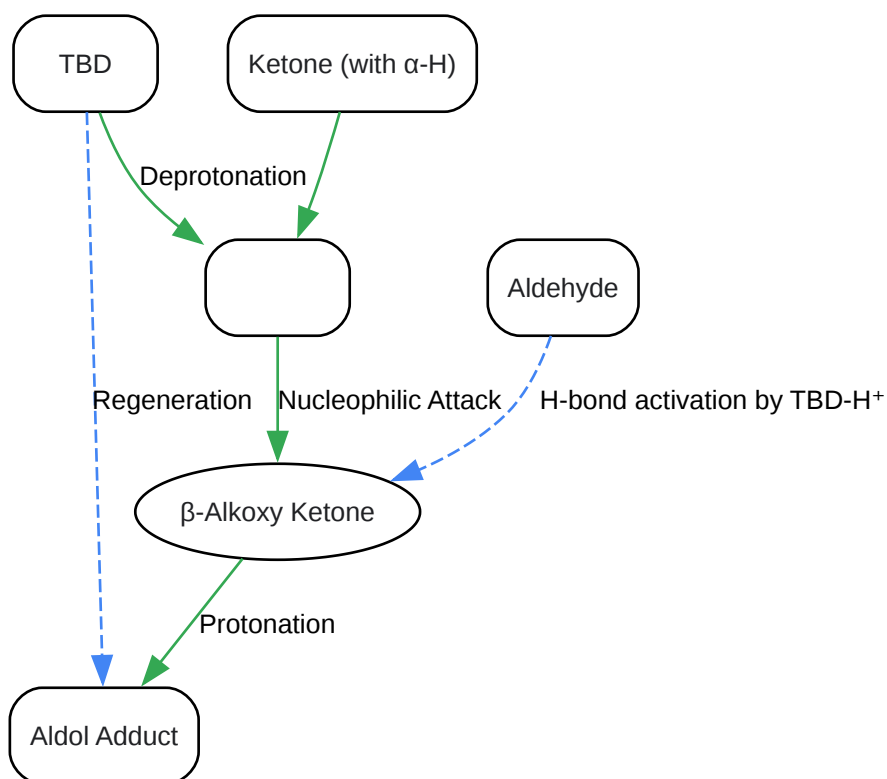 TBD
Ketone (with α-H)
Deprotonation
Aldehyde
Regeneration
Nucleophilic Attack
H-bond activation by TBD-H⁺
β-Alkoxy Ketone
Protonation
Aldol Adduct